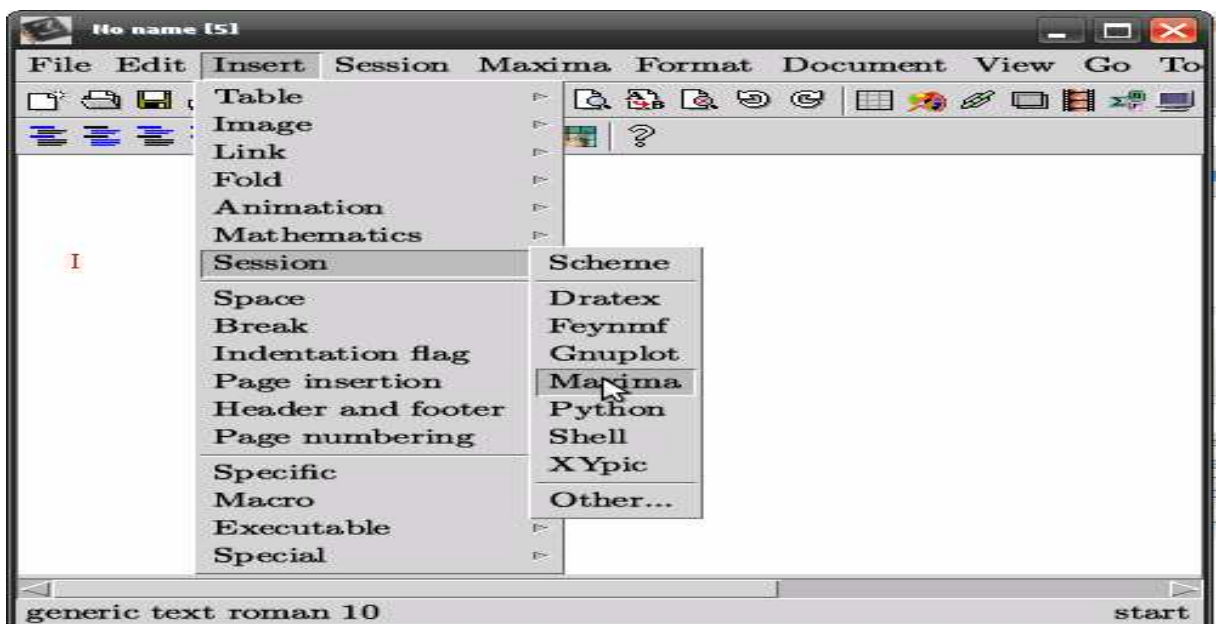 No name [5]
File Edit Insert Session Maxima Format Document View Go To
Table
Image
Link
Fold
Animation
Mathematics
Session
Space
Break
Indentation flag
Page insertion
Header and footer
Page numbering
Specific
Macro
Executable
Special
Scheme
Dratex
Feynmf
Gnuplot
Maxima
Python
Shell
XYpic
Other...
generic text roman 10 start